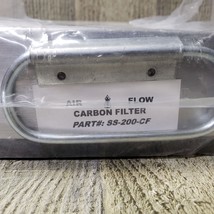 AIR FLOW
CARBON FILTER
PART#: SS-200-CF